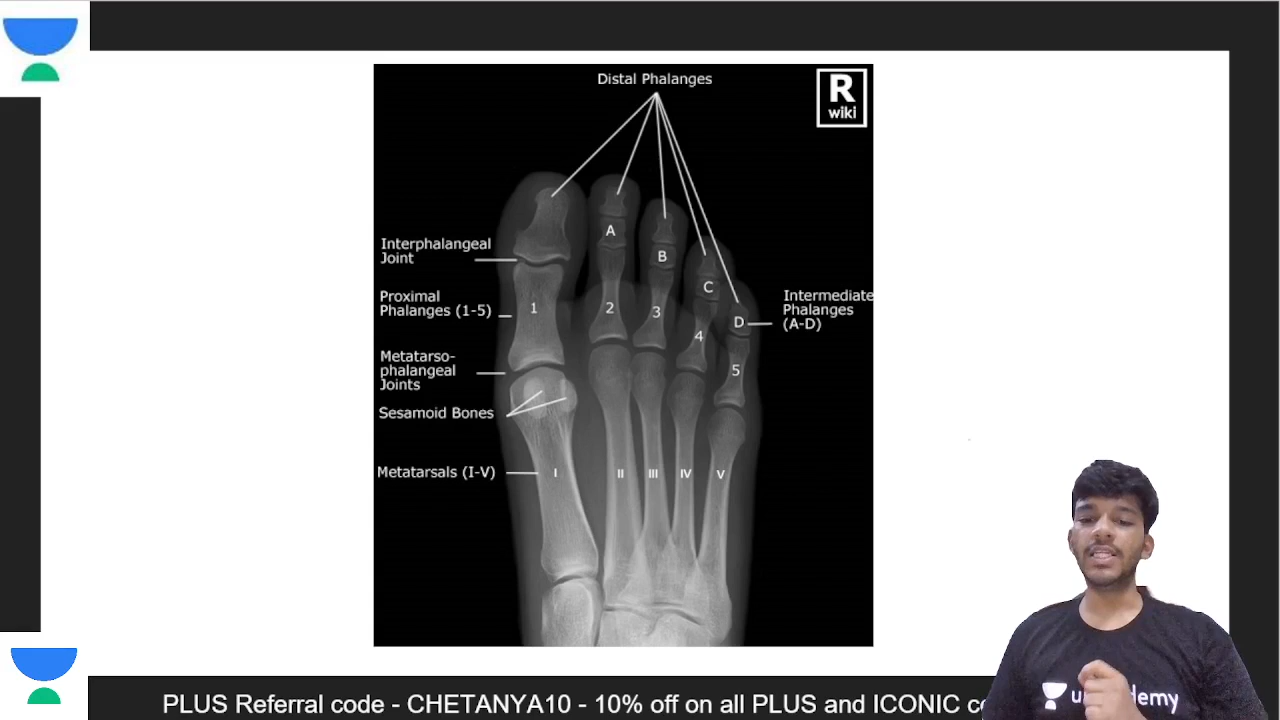 Distal Phalanges
R
wiki
A
Interphalangeal
Joint
B
C
Proximal
Phalanges (1-5)
1
2
3
4
D
Intermediate
Phalanges
(A-D)
Metatarso-
phalangeal
Joints
5
Sesamoid Bones
Metatarsals (I-V)
I
II
III
IV
V
PLUS Referral code - CHETANYA10 - 10% off on all PLUS and ICONIC